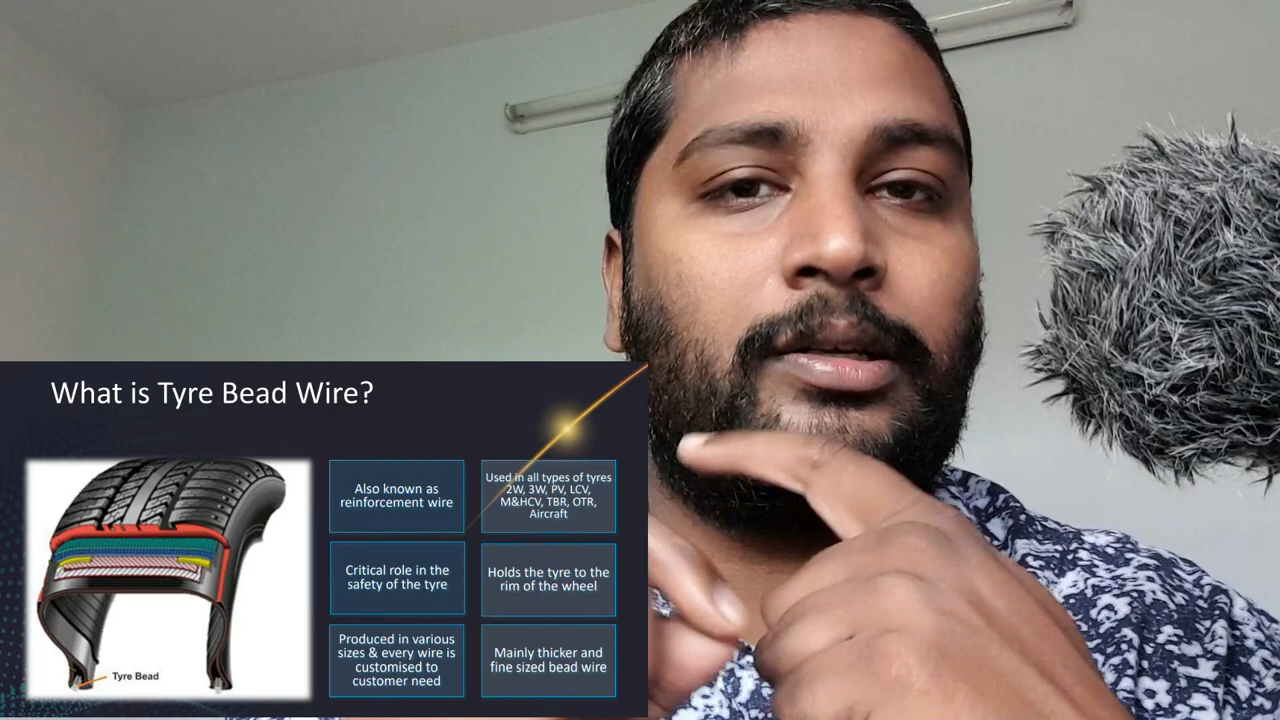 What is Tyre Bead Wire?
Also known as
reinforcement wire
Used in all types of tyres
2W, 3W, PV, LCV,
M&HCV, TBR, OTR,
Aircraft
Critical role in the
safety of the tyre
Holds the tyre to the
rim of the wheel
Produced in various
sizes & every wire is
customised to
customer need
Mainly thicker and
fine sized bead wire
Tyre Bead